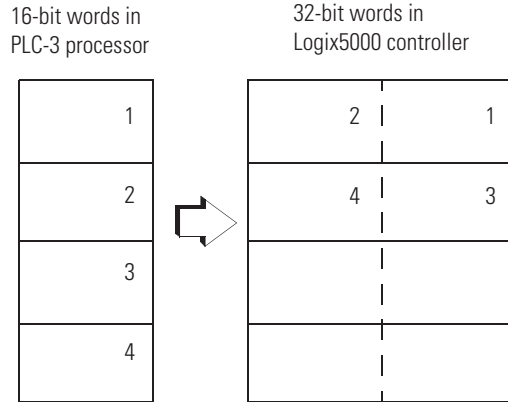 16-bit words in
PLC-3 processor
32-bit words in
Logix5000 controller
1
2
3
4
2 1
4 3